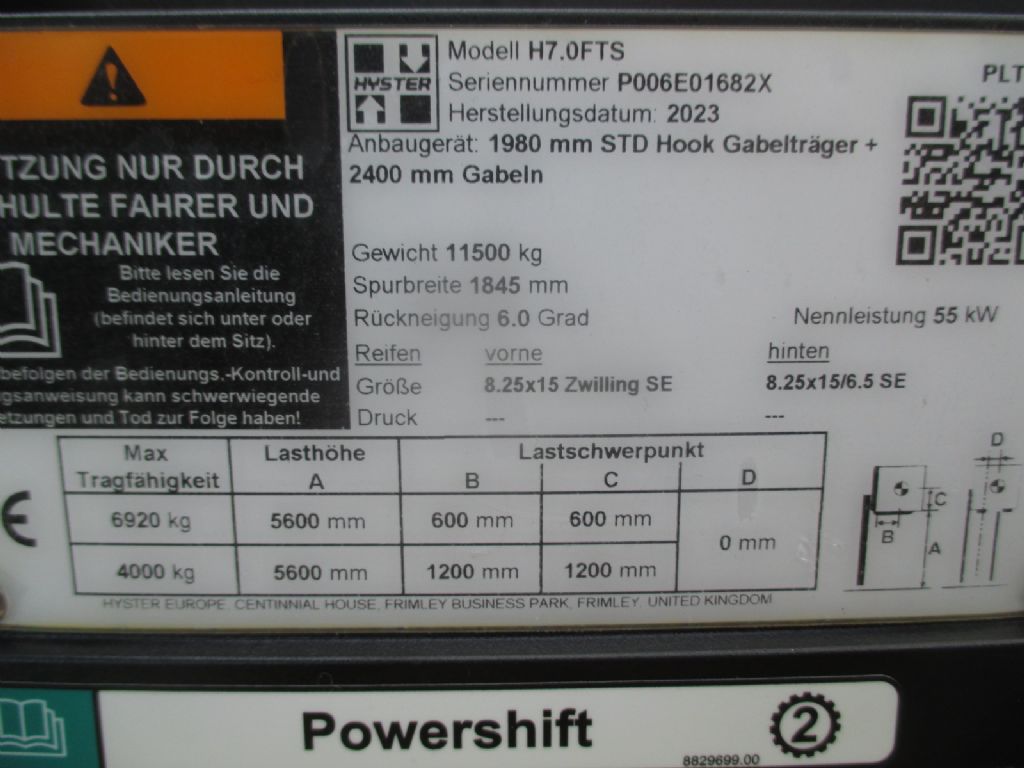 TZUNG NUR DURCH
HULTE FAHRER UND
MECHANIKER
Bitte lesen Sie die
Bedienungsanleitung
(befindet sich unter oder
hinter dem Sitz).
befolgen der Bedienungs.-Kontroll-und
gsanweisung kann schwerwiegende
etzungen und Tod zur Folge haben!
HYSTER
Modell H7.0FTS
Seriennummer P006E01682X
Herstellungsdatum: 2023
PLT
Anbaugerät: 1980 mm STD Hook Gabelträger +
2400 mm Gabeln
Gewicht 11500 kg
Spurbreite 1845 mm
Rückneigung 6.0 Grad Nennleistung 55 kW
Reifen vorne hinten
Größe 8.25x15 Zwilling SE 8.25x15/6.5 SE
Druck --- ---
Max Lasthöhe Lastschwerpunkt
Tragfähigkeit A B C D
6920 kg 5600 mm 600 mm 600 mm
0 mm
4000 kg 5600 mm 1200 mm 1200 mm
D
C
B A
CE
HYSTER EUROPE, CENTINNIAL HOUSE, FRIMLEY BUSINESS PARK, FRIMLEY, UNITED KINGDOM
Powershift 2
8829699.00